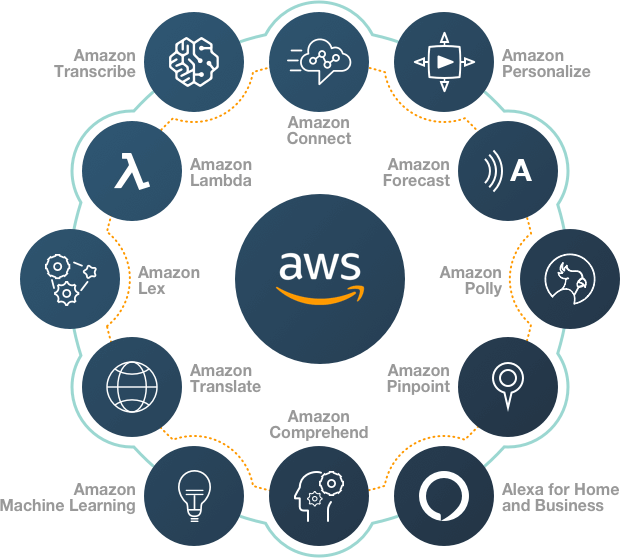 Amazon
Transcribe
Amazon
Connect
Amazon
Personalize
Amazon
Lambda
Amazon
Forecast
A
Amazon
Lex
aws
Amazon
Polly
Amazon
Translate
Amazon
Pinpoint
Amazon
Comprehend
Amazon
Machine Learning
Alexa for Home
and Business